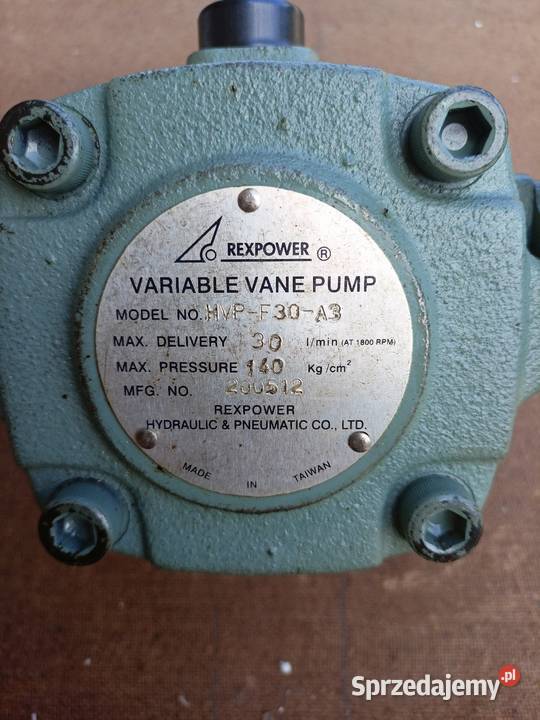 REXPOWER ®
VARIABLE VANE PUMP
MODEL NO. HVP-F30-A3
MAX. DELIVERY 30 l/min (AT 1800 RPM)
MAX. PRESSURE 140 Kg/cm²
MFG. NO. 200512
REXPOWER
HYDRAULIC & PNEUMATIC CO., LTD.
MADE IN TAIWAN
Sprzedajemy.pl